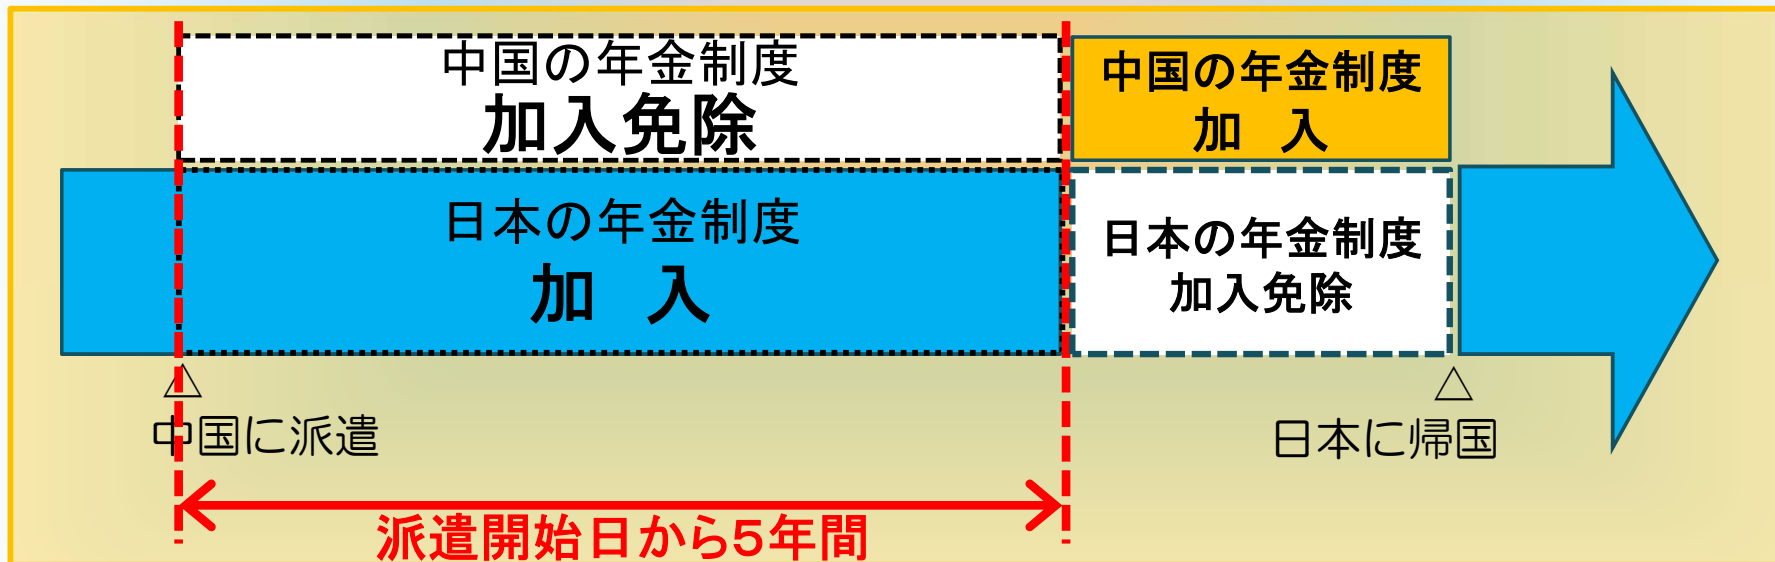 中国の年金制度
加入免除
中国の年金制度
加　入
日本の年金制度
加　入
日本の年金制度
加入免除
△
中国に派遣
△
日本に帰国
派遣開始日から５年間